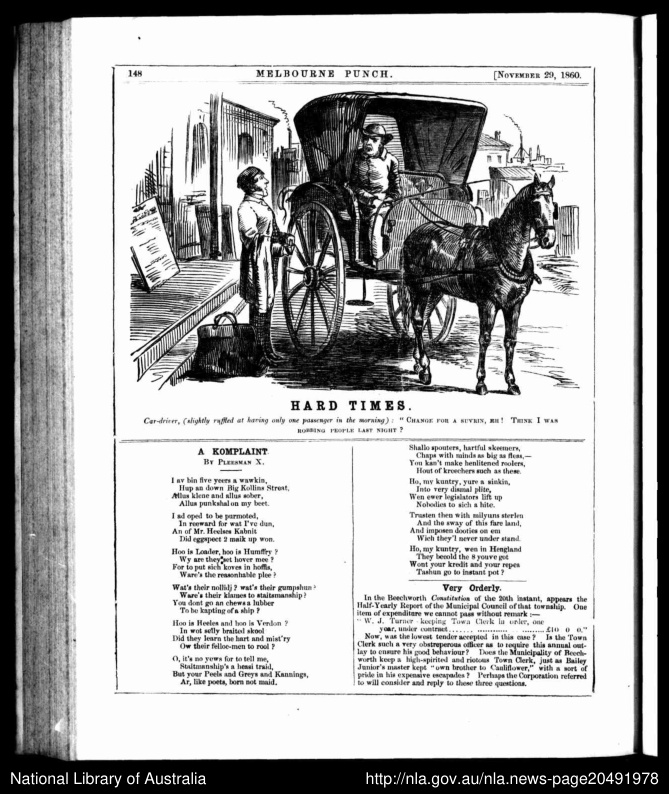 148
MELBOURNE PUNCH.
[NOVEMBER 29, 1860.
HARD TIMES.
Car-driver, (slightly ruffled at having only one passenger in the morning): "CHANGE FOR A SUVRIN, EH! THINK I WAS
ROBBING PEOPLE LAST NIGHT?
A KOMPLAINT.
BY PLEESMAN X.
I av bin five yeers a wawkin,
Hup an down Big Kollins Street,
Allus klene and allus sober,
Allus punkshal on my beet.
I ad oped to be purmoted,
In reeward for wat I've dun,
An of Mr. Heelses Kabnit
Did eggspect 2 maik up won.
Hoo is Loader, hoo is Humffry?
Wy are they set hover mee?
For to put sich koves in hoffis,
Ware's the reasonable plee?
Wat's their nollidj? wat's their gumpshun?
Ware's their klames to staitsmanship?
You dont go an chews a lubber
To be kapting of a ship?
Hoo is Heeles and hoo is Verdon?
In wot selly braited skool
Did they learn the hart and mist'ry
Ow their feller-men to rool?
O, it's no yews for to tell me,
Staitmanship's a heasi traid,
But your Peels and Greys and Kannings,
Ar, like poets, born not maid.
Shallo spouters, hartful skeemers,
Chaps with minds as big as fleas,—
You kan't make henlitened roolers,
Hout of kroechers such as these.
Ho, my kuntry, yure a sinkin,
Into very dismal plite,
Wen ewer legislators lift up
Nobodies to sich a hite.
Trusten then with milyuns sterlen
And the sway of this fare land,
And imposen dooties on em
Wich they'l never under stand.
Ho, my kuntry, wen in Hengland
They beeold the 8 youve got
Wont your kredit and your repes
Tashun go to instant pot?
Very Orderly.
In the Beechworth Constitution of the 20th instant, appears the
Half-Yearly Report of the Municipal Council of that township. One
item of expenditure we cannot pass without remark :—
"W. J. Turner keeping Town Clerk in order, one
year, under contract....... ............ .........£10 0 0."
Now, was the lowest tender accepted in this case? Is the Town
Clerk such a very obstreperous officer as to require this annual out-
lay to ensure his good behaviour? Does the Municipality of Beech-
worth keep a high-spirited and riotous Town Clerk, just as Bailey
Junior's master kept "own brother to Cauliflower," with a sort of
pride in his expensive escapades? Perhaps the Corporation referred
to will consider and reply to these three questions.
National Library of Australia
http://nla.gov.au/nla.news-page20491978